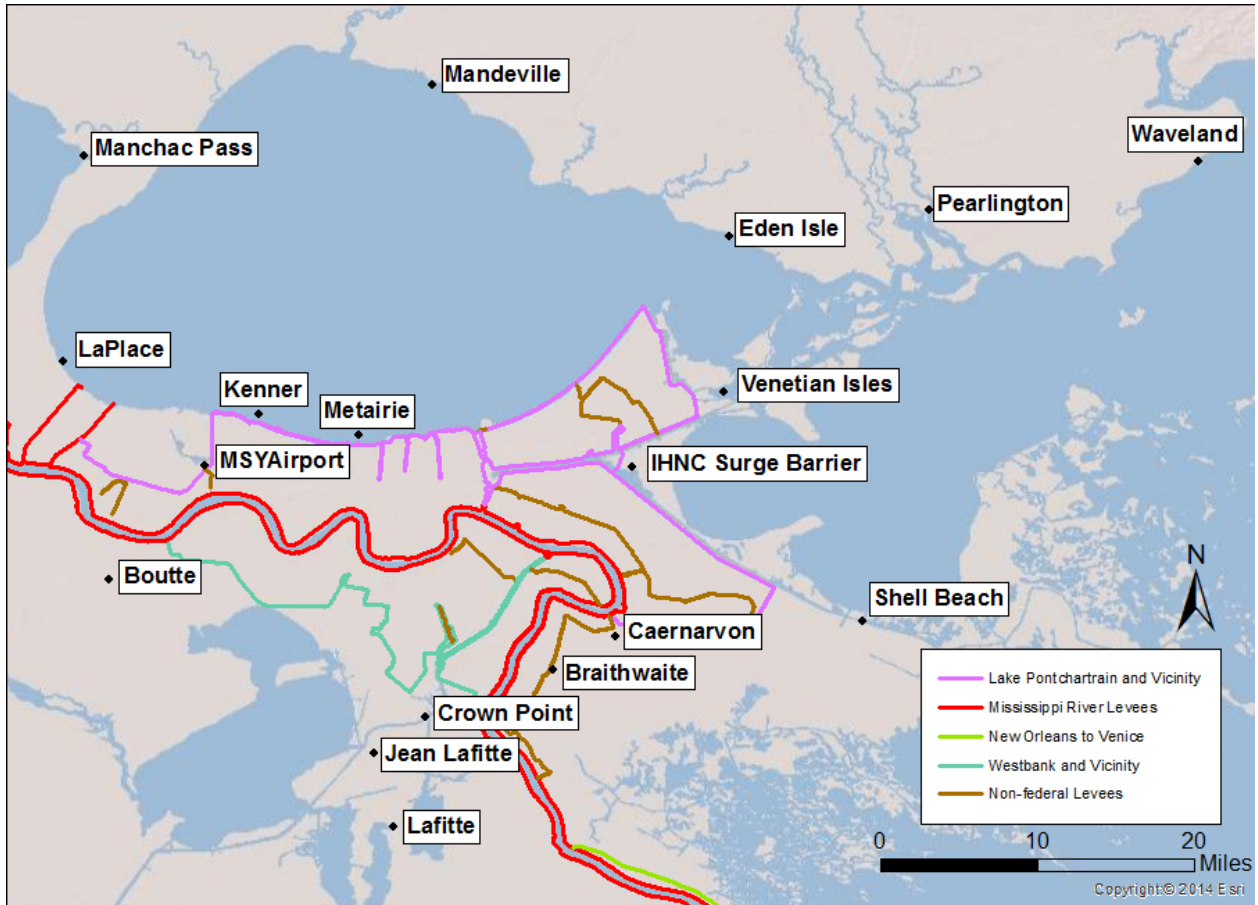 Mandeville
Waveland
Manchac Pass
Pearlington
Eden Isle
LaPlace
Kenner
Venetian Isles
Metairie
MSYAirport
IHNC Surge Barrier
Boutte
N
Shell Beach
Caernarvon
Braithwaite
Crown Point
Jean Lafitte
Lafitte
Lake Pontchartrain and Vicinity
Mississippi River Levees
New Orleans to Venice
Westbank and Vicinity
Non-federal Levees
0 10 20
Miles
Copyright:© 2014 Esri